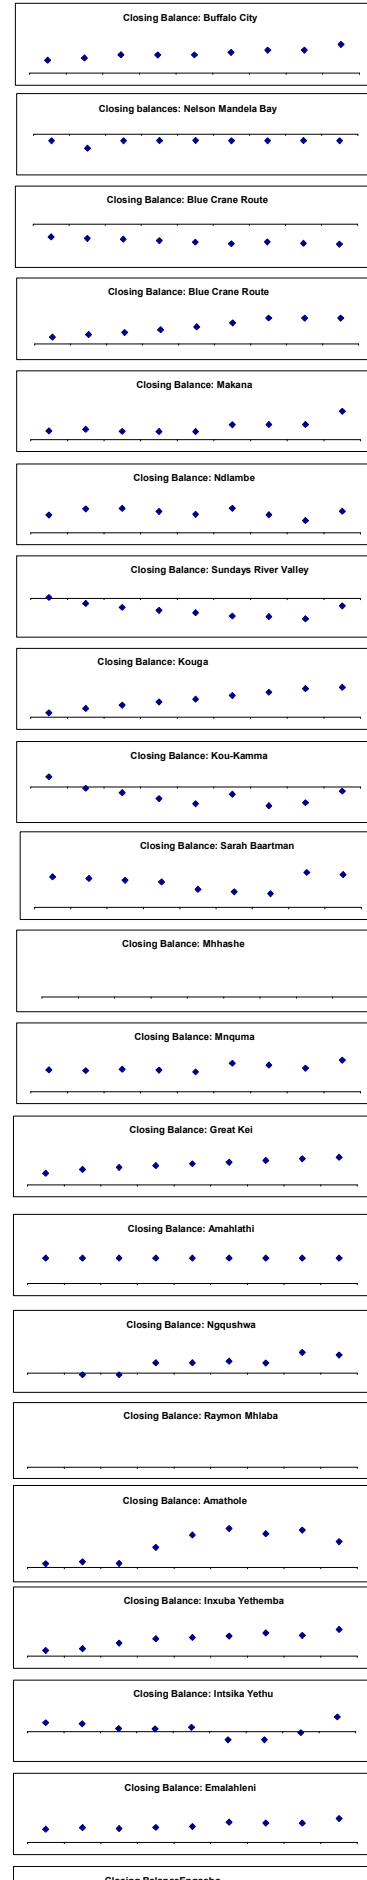 Closing Balance: Buffalo City
Closing balances: Nelson Mandela Bay
Closing Balance: Blue Crane Route
Closing Balance: Blue Crane Route
Closing Balance: Makana
Closing Balance: Ndlambe
Closing Balance: Sundays River Valley
Closing Balance: Kouga
Closing Balance: Kou-Kamma
Closing Balance: Sarah Baartman
Closing Balance: Mhhashe
Closing Balance: Mnquma
Closing Balance: Great Kei
Closing Balance: Amahlathi
Closing Balance: Ngqushwa
Closing Balance: Raymon Mhlaba
Closing Balance: Amathole
Closing Balance: Inxuba Yethemba
Closing Balance: Intsika Yethu
Closing Balance: Emalahleni